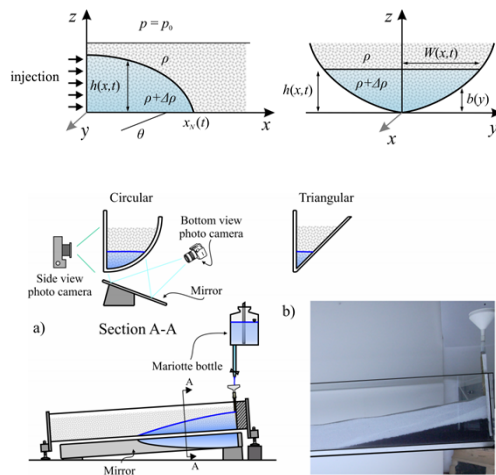 z
p = p₀
ρ
injection
h(x,t)
ρ+Δρ
y
θ
x_N(t)
x
z
ρ
W(x,t)
h(x,t)
ρ+Δρ
b(y)
x
y
Circular
Triangular
Bottom view
photo camera
Side view
photo camera
Mirror
a)
Section A-A
Mariotte bottle
b)
A
A
Mirror